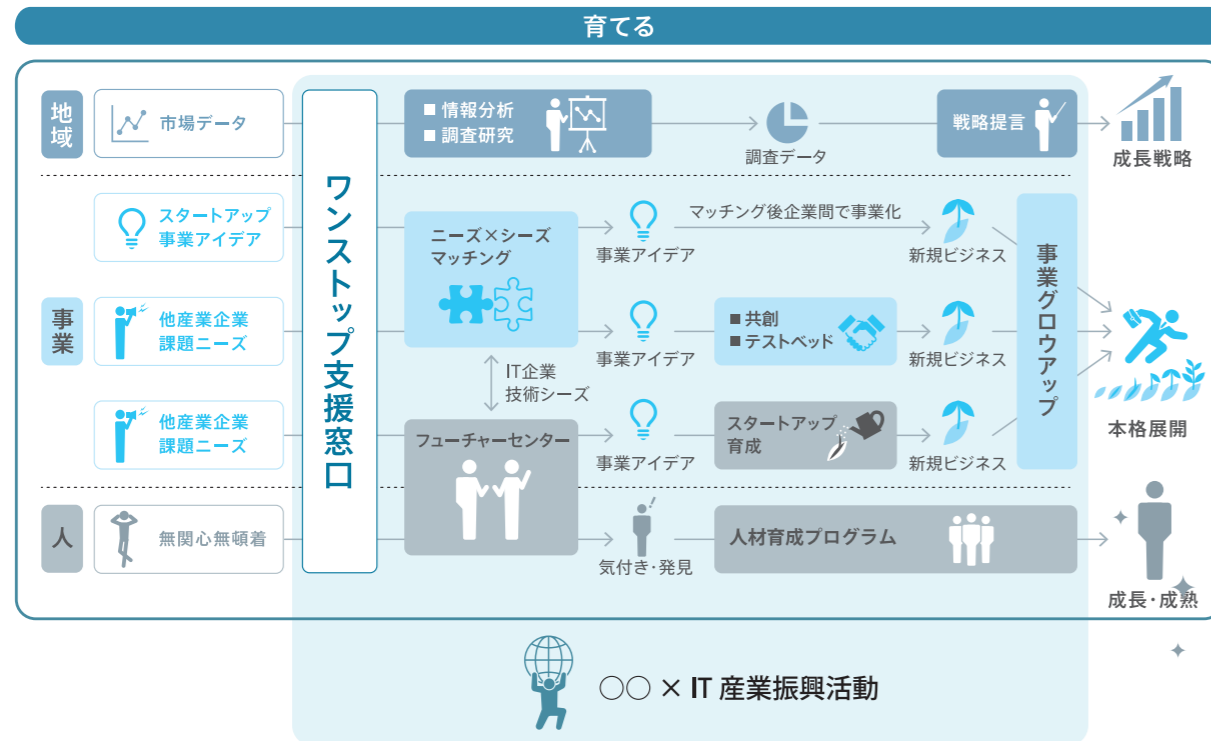 育てる
地域
市場データ
ワンストップ支援窓口
■ 情報分析
■ 調査研究
調査データ
戦略提言
成長戦略
事業
スタートアップ
事業アイデア
ニーズ×シーズ
マッチング
事業アイデア
マッチング後企業間で事業化
新規ビジネス
事業グロウアップ
他産業企業
課題ニーズ
事業アイデア
■ 共創
■ テストベッド
新規ビジネス
本格展開
IT企業
技術シーズ
他産業企業
課題ニーズ
フューチャーセンター
事業アイデア
スタートアップ
育成
新規ビジネス
人
無関心無頓着
気付き・発見
人材育成プログラム
成長・成熟
○○ × IT 産業振興活動